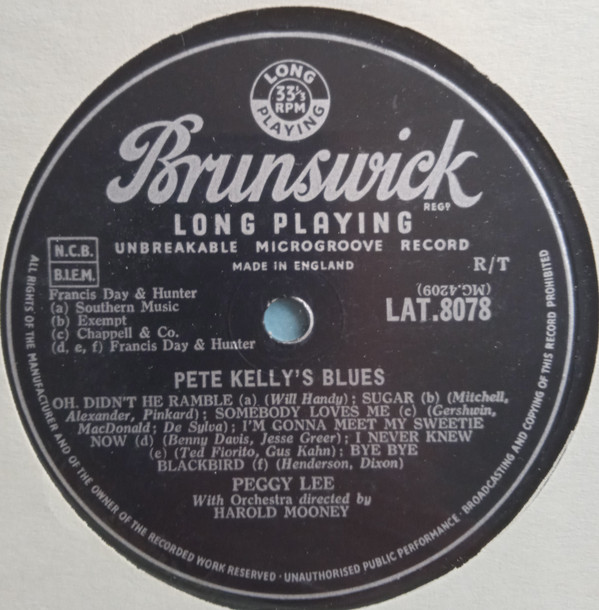 LONG
33⅓
RPM
PLAYING
Brunswick
REGD
LONG PLAYING
UNBREAKABLE MICROGROOVE RECORD
MADE IN ENGLAND
R/T
N.C.B.
B.I.E.M.
(MG.4209)
LAT.8078
Francis Day & Hunter
(a) Southern Music
(b) Exempt
(c) Chappell & Co.
(d, e, f) Francis Day & Hunter
PETE KELLY'S BLUES
OH. DIDN'T HE RAMBLE (a) (Will Handy); SUGAR (b) (Mitchell,
Alexander, Pinkard); SOMEBODY LOVES ME (c) (Gershwin,
MacDonald; De Sylva); I'M GONNA MEET MY SWEETIE
NOW (d) (Benny Davis, Jesse Greer); I NEVER KNEW
(e) (Ted Fiorito, Gus Kahn); BYE BYE
BLACKBIRD (f) (Henderson, Dixon)
PEGGY LEE
With Orchestra directed by
HAROLD MOONEY
ALL RIGHTS OF THE MANUFACTURER AND OF THE OWNER OF THE RECORDED WORK RESERVED · UNAUTHORISED PUBLIC PERFORMANCE · BROADCASTING AND COPYING OF THIS RECORD PROHIBITED